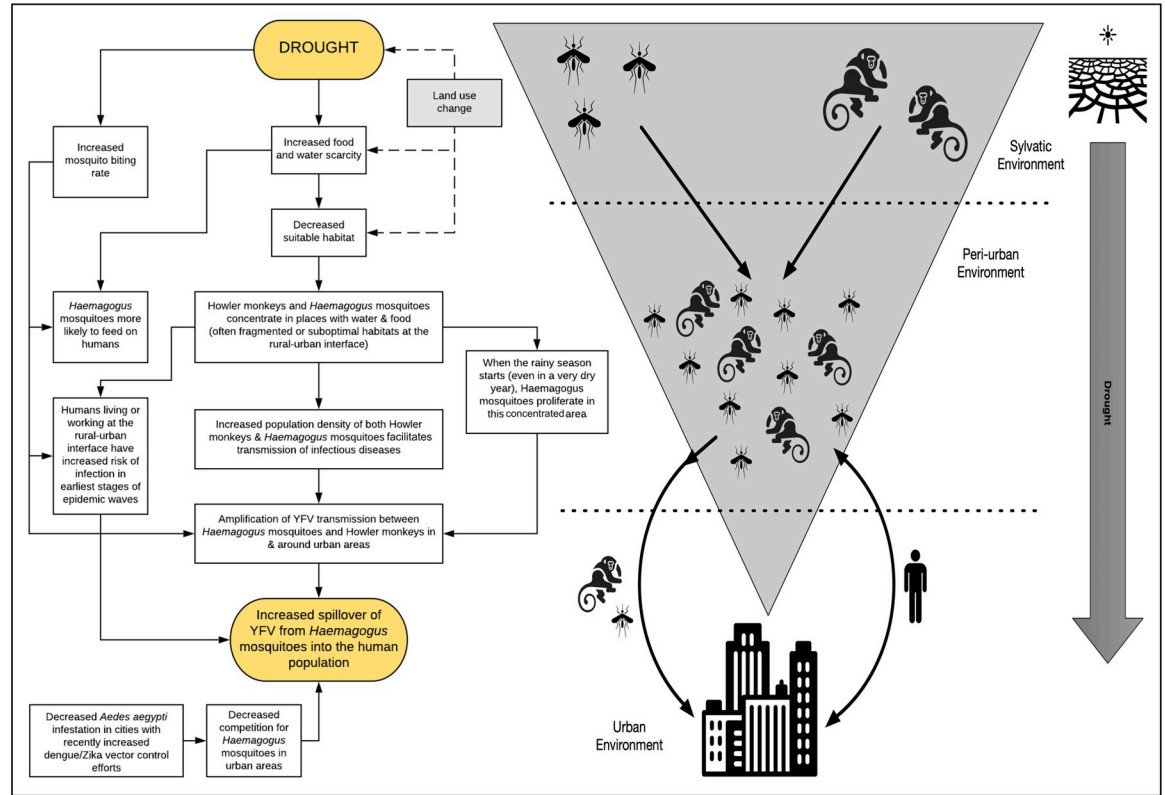 DROUGHT
Land use
change
Increased
mosquito biting
rate
Increased food
and water scarcity
Decreased
suitable habitat
Haemagogus
mosquitoes more
likely to feed on
humans
Howler monkeys and Haemagogus mosquitoes
concentrate in places with water & food
(often fragmented or suboptimal habitats at the
rural-urban interface)
When the rainy season
starts (even in a very dry
year), Haemagogus
mosquitoes proliferate in
this concentrated area
Humans living or
working at the
rural-urban
interface have
increased risk of
infection in
earliest stages of
epidemic waves
Increased population density of both Howler
monkeys & Haemagogus mosquitoes facilitates
transmission of infectious diseases
Amplification of YFV transmission between
Haemagogus mosquitoes and Howler monkeys in
& around urban areas
Increased spillover of
YFV from Haemagogus
mosquitoes into the human
population
Decreased Aedes aegypti
infestation in cities with
recently increased
dengue/Zika vector control
efforts
Decreased
competition for
Haemagogus
mosquitoes in
urban areas
Sylvatic
Environment
Peri-urban
Environment
Urban
Environment
Drought